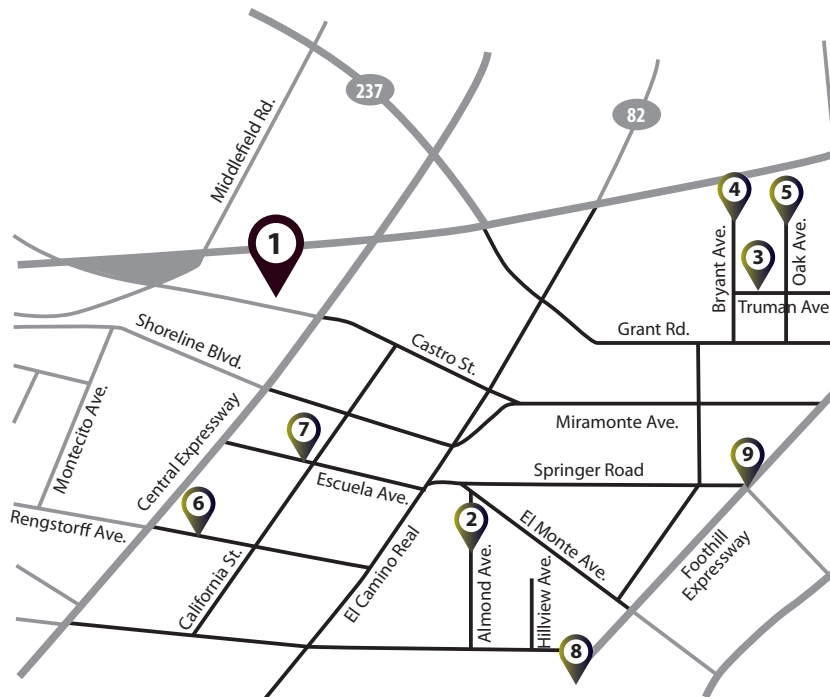 237
82
Middlefield Rd.
1
4
5
3
Bryant Ave.
Oak Ave.
Truman Ave
Grant Rd.
Shoreline Blvd.
Castro St.
Montecito Ave.
Central Expressway
7
Miramonte Ave.
9
Springer Road
Escuela Ave.
6
Rengstorff Ave.
2
El Monte Ave.
California St.
El Camino Real
Almond Ave.
Hillview Ave.
Foothill
Expressway
8